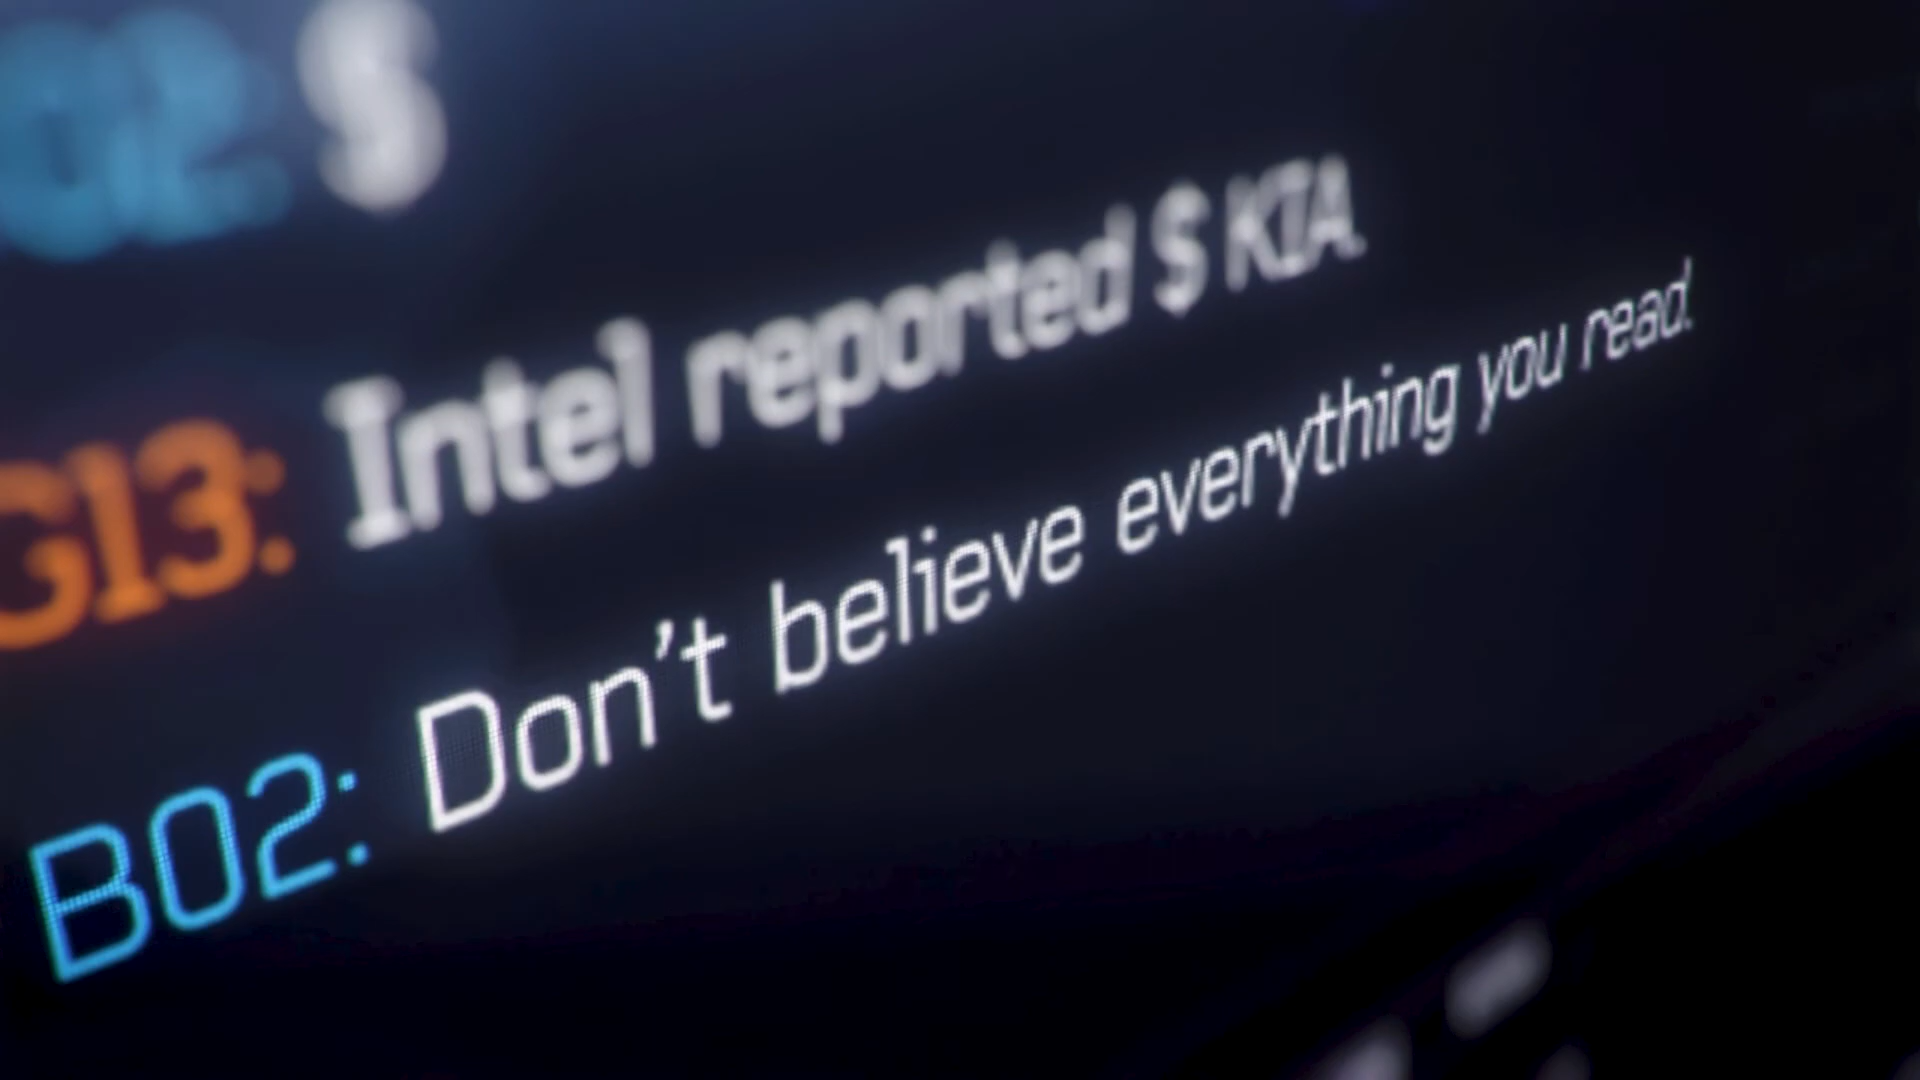 02: $
G13: Intel reported $ KIA.
B02: Don't believe everything you read.